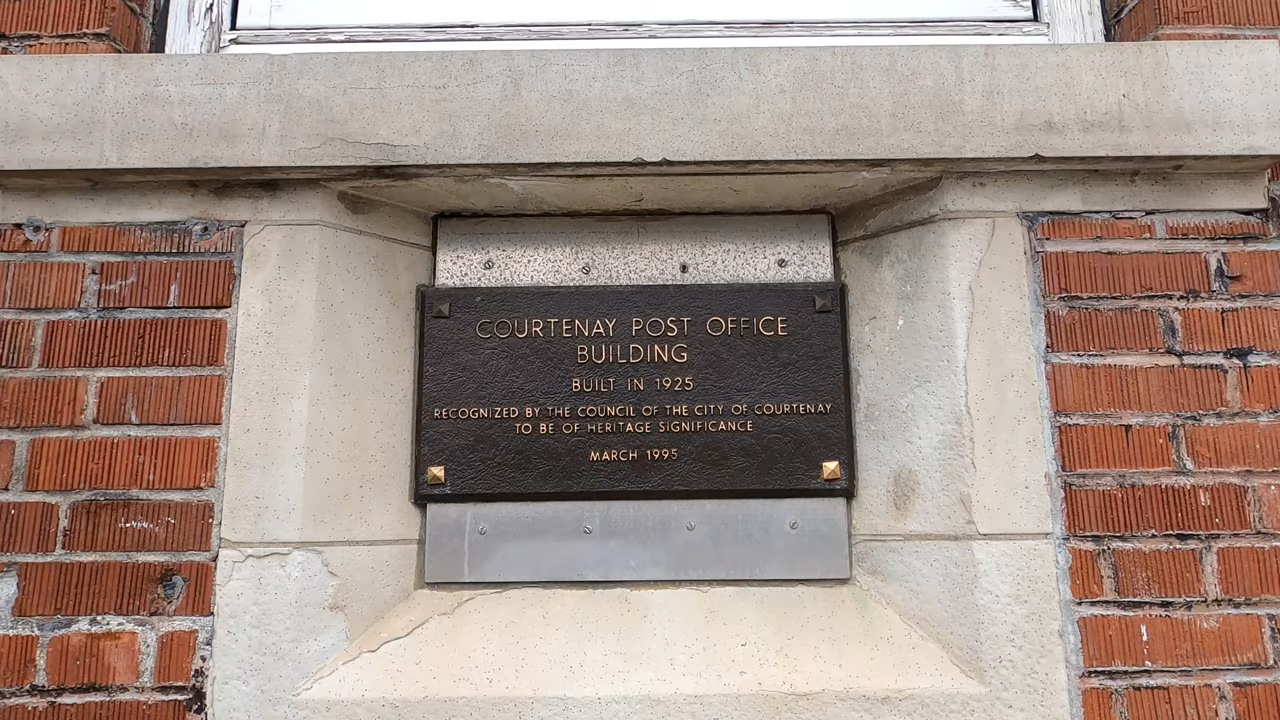 COURTENAY POST OFFICE
BUILDING
BUILT IN 1925
RECOGNIZED BY THE COUNCIL OF THE CITY OF COURTENAY
TO BE OF HERITAGE SIGNIFICANCE
MARCH 1995